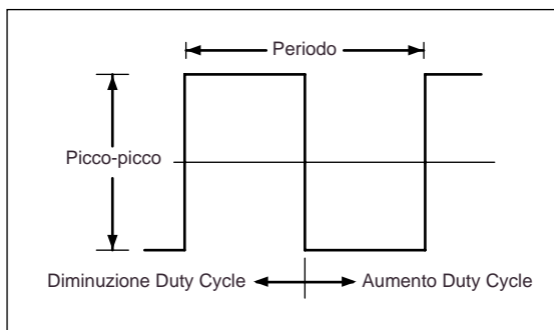 Periodo
Picco-picco
Diminuzione Duty Cycle
Aumento Duty Cycle